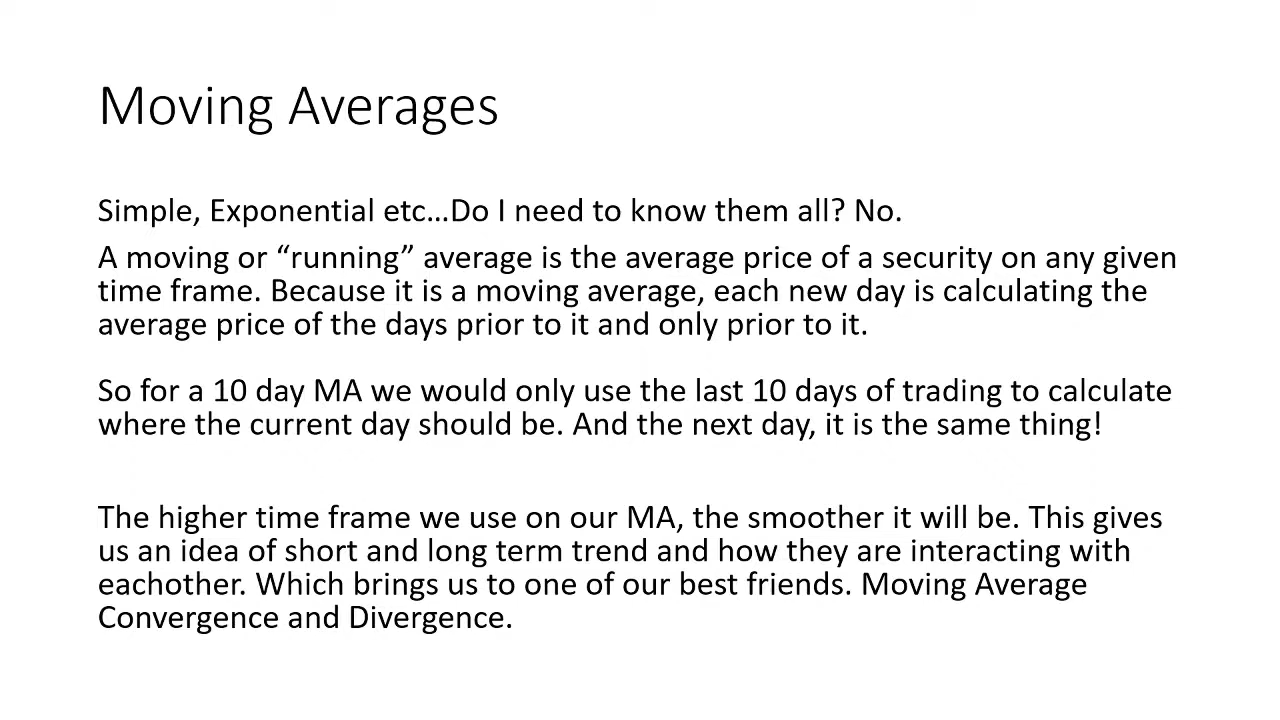 Moving Averages
Simple, Exponential etc…Do I need to know them all? No.
A moving or “running” average is the average price of a security on any given
time frame. Because it is a moving average, each new day is calculating the
average price of the days prior to it and only prior to it.
So for a 10 day MA we would only use the last 10 days of trading to calculate
where the current day should be. And the next day, it is the same thing!
The higher time frame we use on our MA, the smoother it will be. This gives
us an idea of short and long term trend and how they are interacting with
eachother. Which brings us to one of our best friends. Moving Average
Convergence and Divergence.